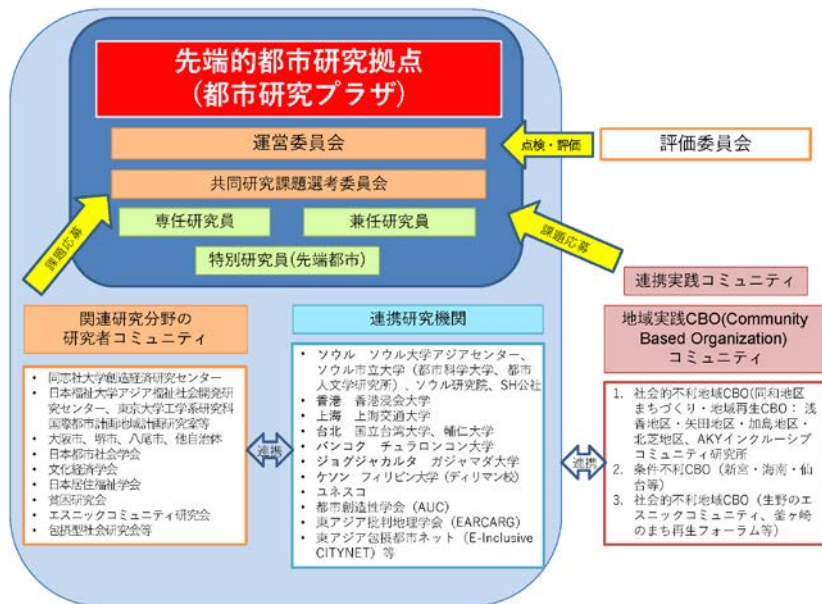 先端的都市研究拠点
(都市研究プラザ)
運営委員会
点検・評価
評価委員会
共同研究課題選考委員会
専任研究員
兼任研究員
特別研究員(先端都市)
課題応募
課題応募
関連研究分野の
研究者コミュニティ
• 同志社大学創造経済研究センター
• 日本福祉大学アジア福祉社会開発研
究センター、東京大学工学系研究科
国際都市計画地域計画研究室等
• 大阪市、堺市、八尾市、他自治体
• 日本都市社会学会
• 文化経済学会
• 日本居住福祉学会
• 貧困研究会
• エスニックコミュニティ研究会
• 包摂型社会研究会等
連携
連携研究機関
• ソウル ソウル大学アジアセンター、
ソウル市立大学(都市科学大学、都市
人文学研究所)、ソウル研究院、SH公社
• 香港 香港浸会大学
• 上海 上海交通大学
• 台北 国立台湾大学、輔仁大学
• バンコク チュラロンコン大学
• ジョグジャカルタ ガジャマダ大学
• ケソン フィリピン大学(ディリマン校)
• ユネスコ
• 都市創造性学会(AUC)
• 東アジア批判地理学会(EARCARG)
• 東アジア包摂都市ネット(E-Inclusive
CITYNET)等
連携
連携実践コミュニティ
地域実践CBO(Community
Based Organization)
コミュニティ
1. 社会的不利地域CBO(同和地区
まちづくり・地域再生CBO:浅
香地区・矢田地区・加島地区・
北芝地区、AKYインクルーシブ
コミュニティ研究所
2. 条件不利CBO(新宮・海南・仙
台等)
3. 社会的不利地域CBO(生野のエ
スニックコミュニティ、釜ヶ崎
のまち再生フォーラム等)